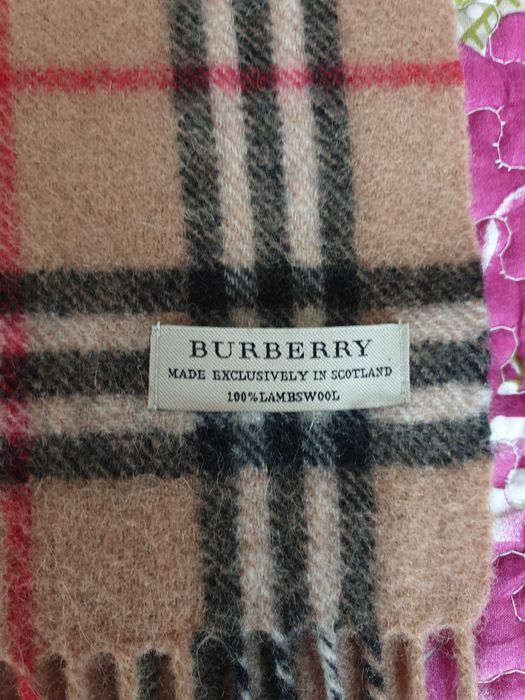 BURBERRY
MADE EXCLUSIVELY IN SCOTLAND
100%LAMBSWOOL